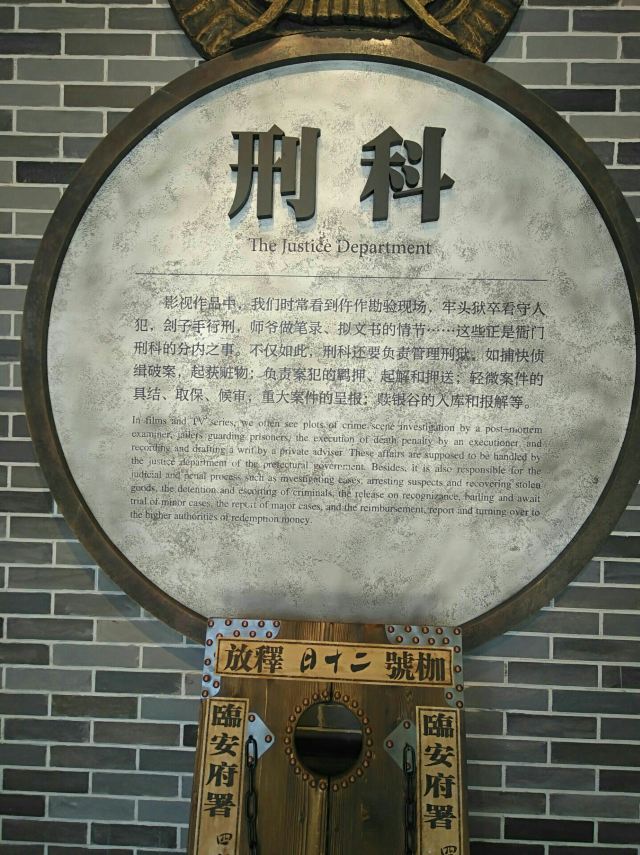 刑科
The Justice Department
影视作品中，我们时常看到仵作勘验现场，牢头狱卒看守人
犯，刽子手行刑，师爷做笔录、拟文书的情节……这些正是衙门
刑科的分内之事。不仅如此，刑科还要负责管理刑狱。如捕快侦
缉破案，起获赃物；负责案犯的羁押、起解和押送；轻微案件的
具结、取保、候审，重大案件的呈报；赎银谷的入库和报解等。
In films and TV series, we often see plots of crime scene investigation by a post-mortem
examiner, jailers guarding prisoners, the execution of death penalty by an executioner, and
recording and drafting a writ by a private adviser. These affairs are supposed to be handled by
the justice department of the prefectural government. Besides, it is also responsible for the
judicial and penal process such as investigating cases, arresting suspects and recovering stolen
goods, the detention and escorting of criminals, the release on recognizance, bailing and await
trial of minor cases, the report of major cases, and the reimbursement, report and turning over to
the higher authorities of redemption money.
放釋 日十二 號枷
臨安府署
臨安府署